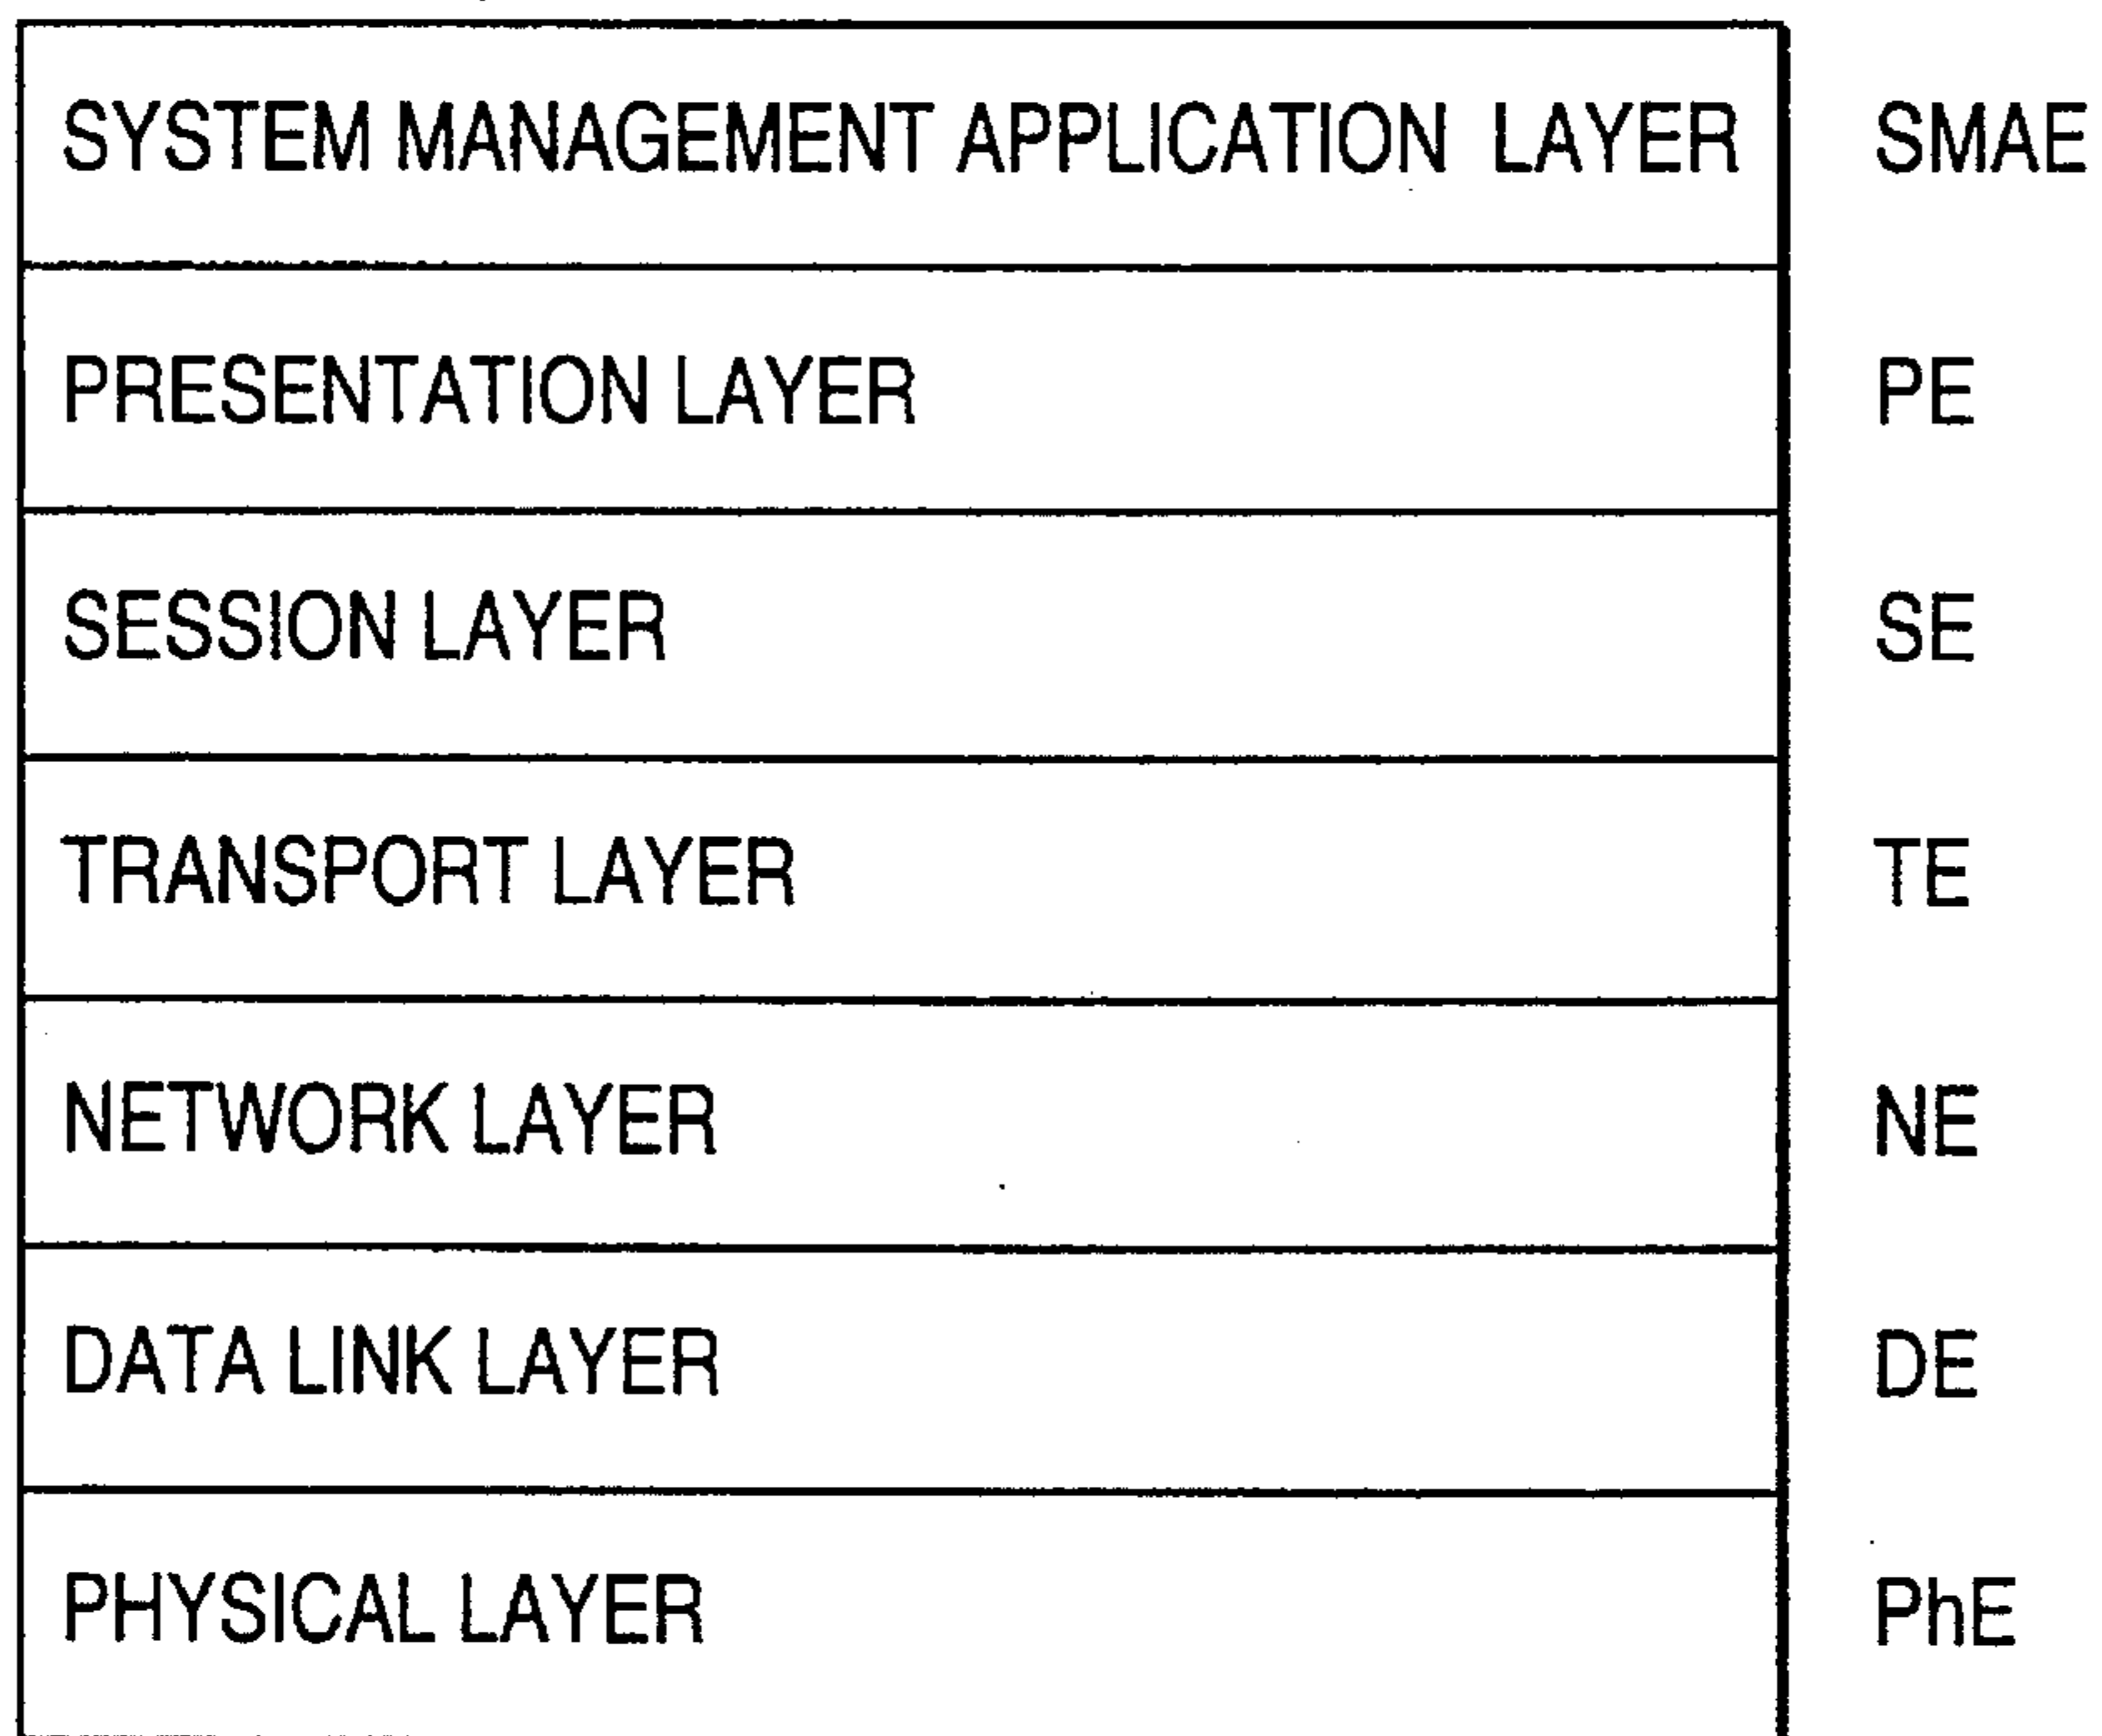 SYSTEM MANAGEMENT APPLICATION LAYER SMAE
PRESENTATION LAYER PE
SESSION LAYER SE
TRANSPORT LAYER TE
NETWORK LAYER NE
DATA LINK LAYER DE
PHYSICAL LAYER PhE